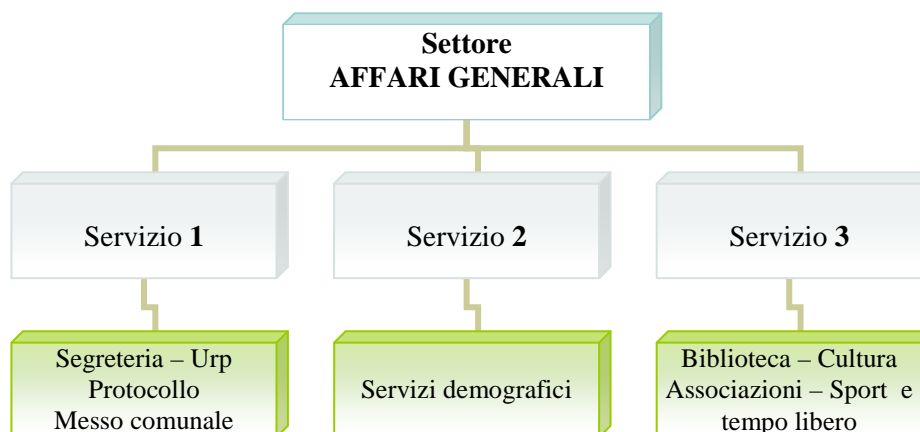 Settore
AFFARI GENERALI
Servizio 1
Servizio 2
Servizio 3
Segreteria – Urp
Protocollo
Messo comunale
Servizi demografici
Biblioteca – Cultura
Associazioni – Sport e
tempo libero